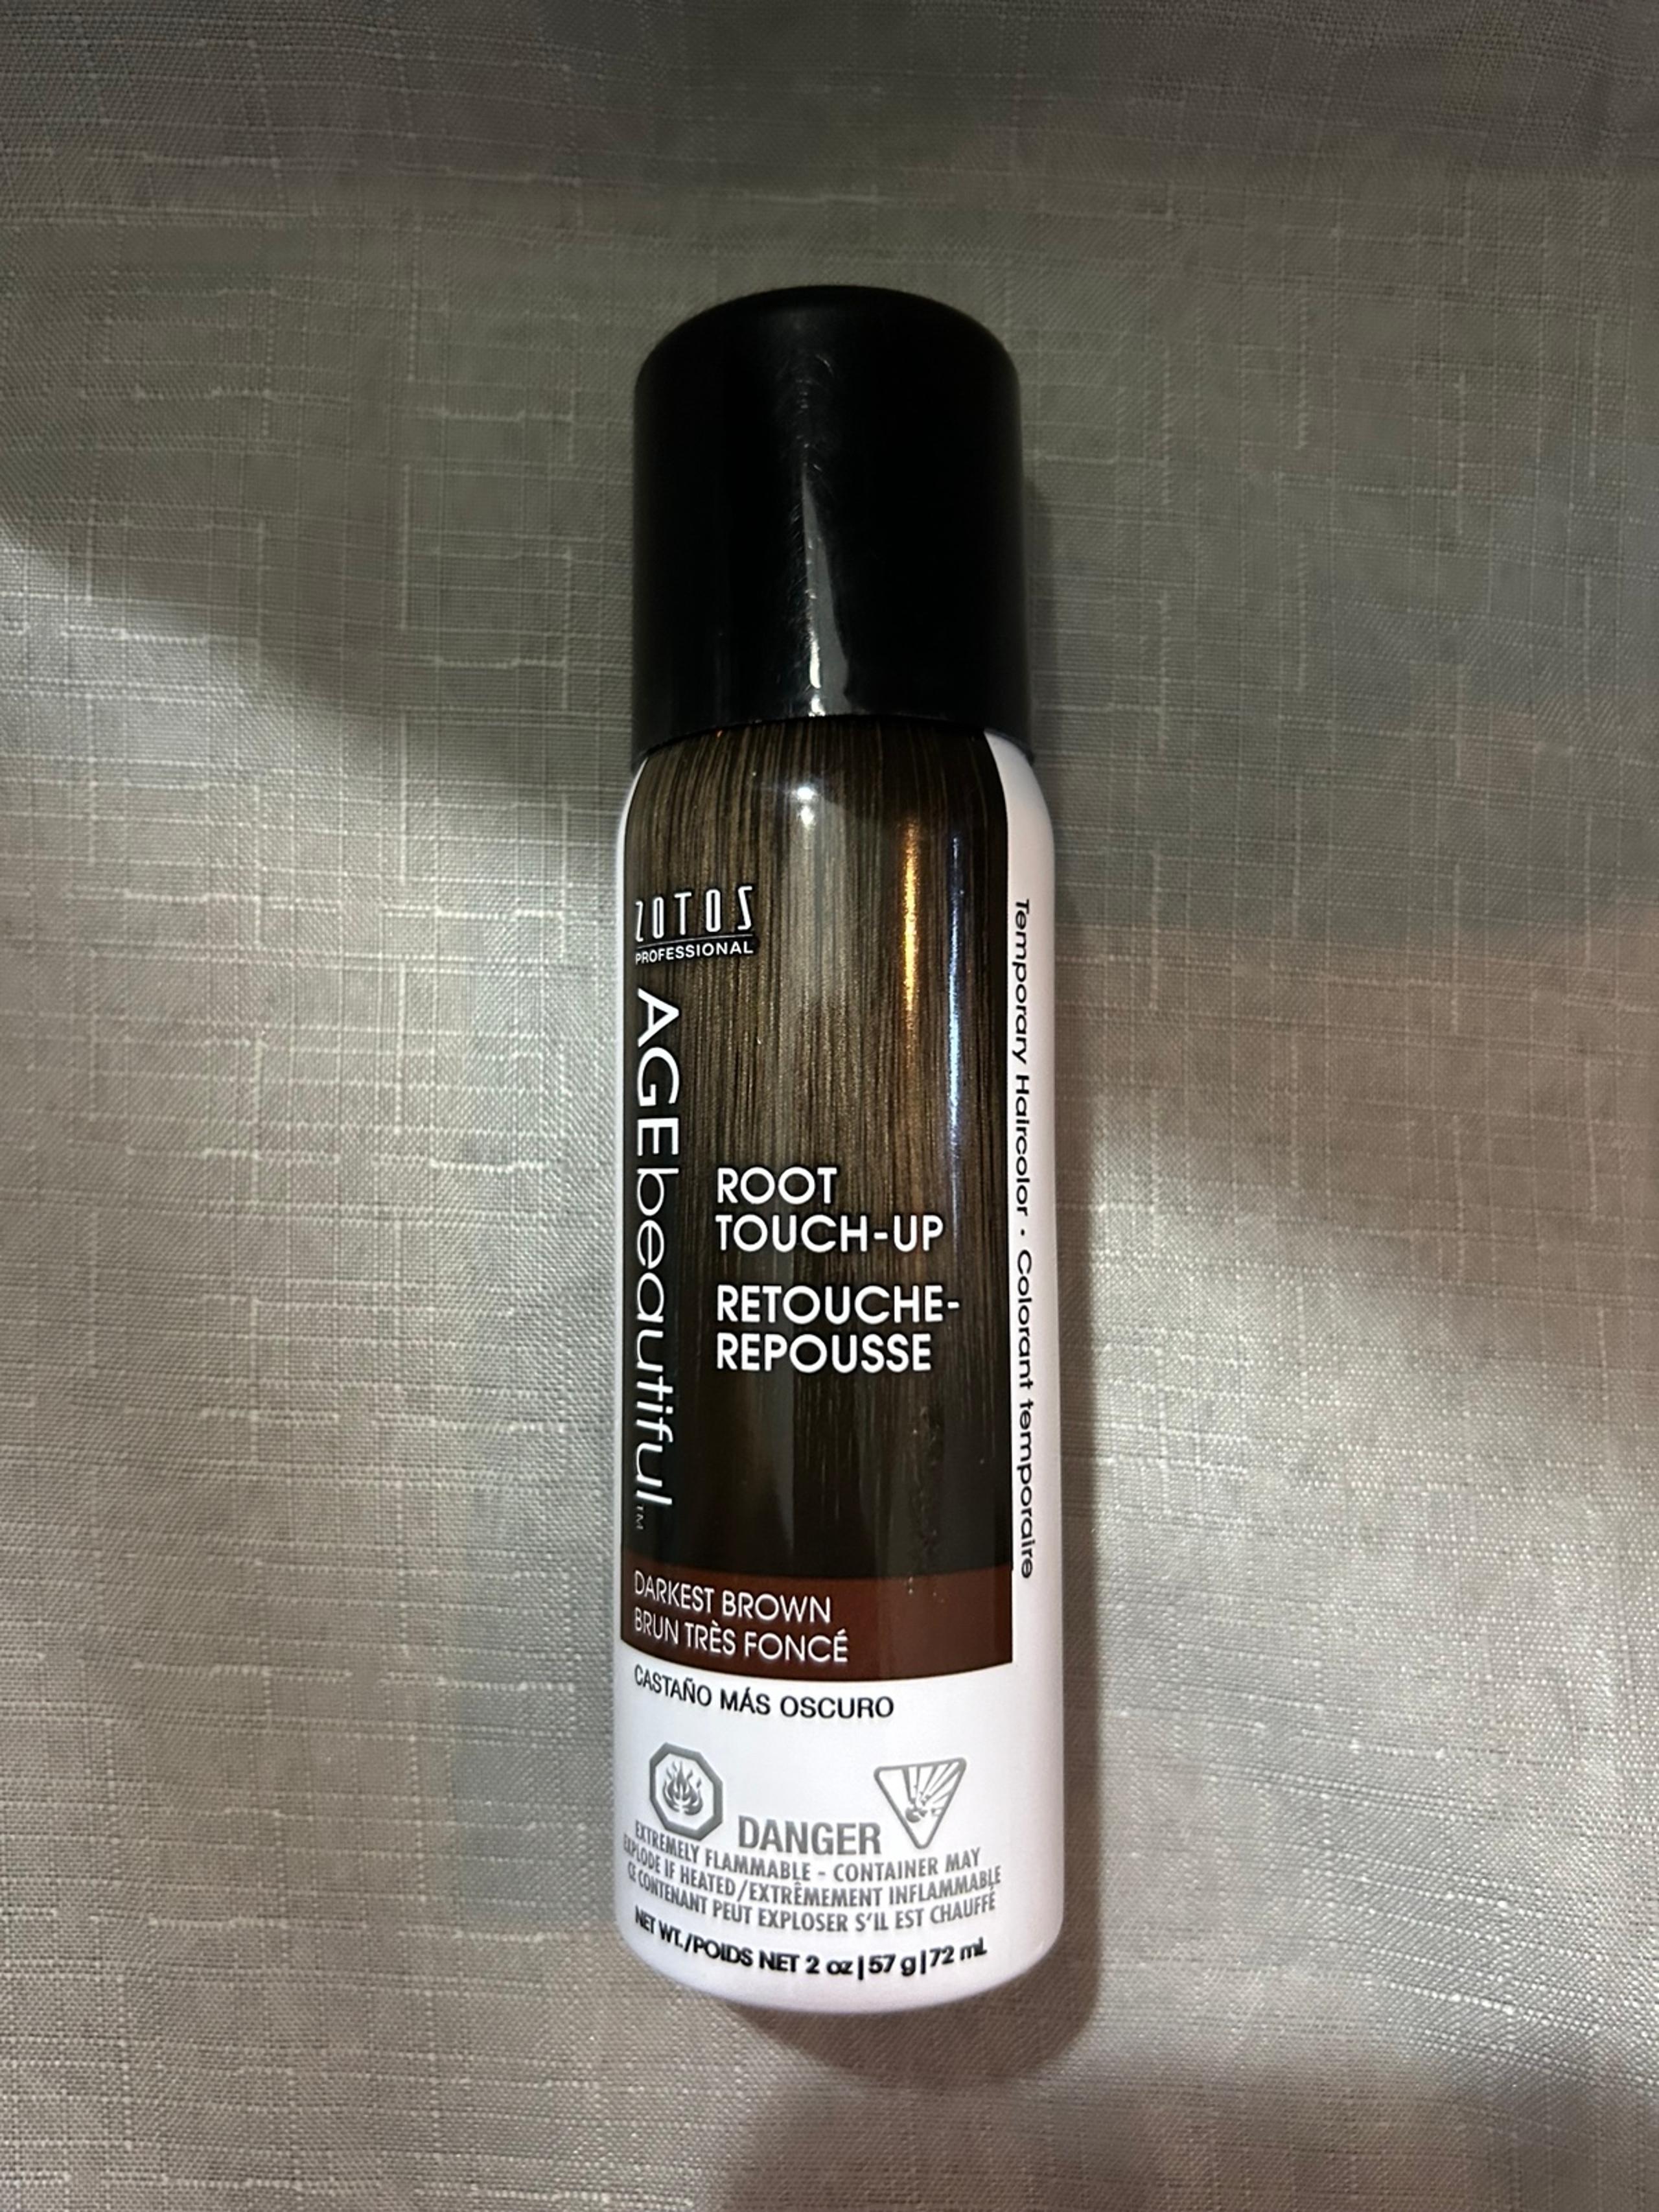 ZOTOS
PROFESSIONAL
AGEbeautiful™
ROOT
TOUCH-UP
RETOUCHE-
REPOUSSE
Temporary Haircolor • Colorant temporaire
DARKEST BROWN
BRUN TRÈS FONCÉ
CASTAÑO MÁS OSCURO
DANGER
EXTREMELY FLAMMABLE - CONTAINER MAY
EXPLODE IF HEATED/EXTRÊMEMENT INFLAMMABLE
CE CONTENANT PEUT EXPLOSER S'IL EST CHAUFFÉ
NET WT./POIDS NET 2 oz|57 g|72 mL